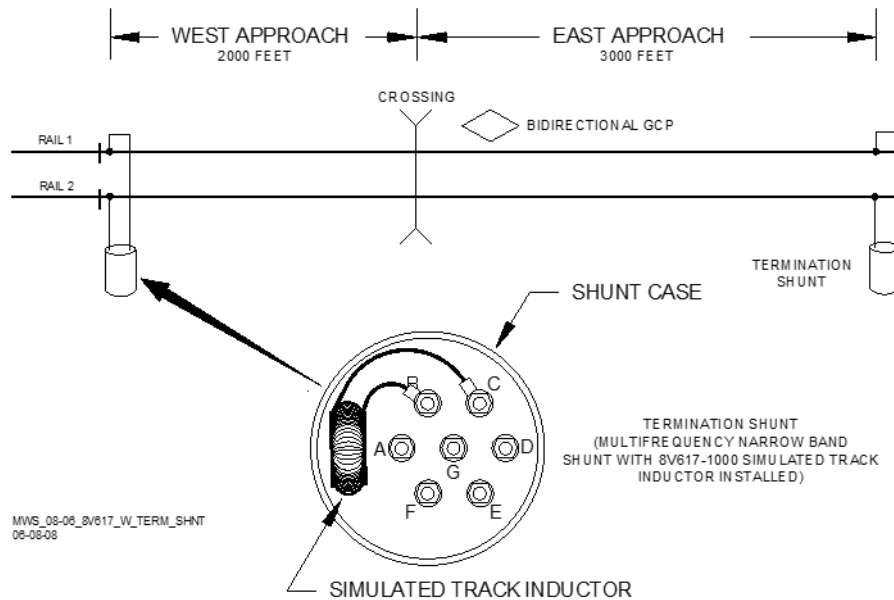 WEST APPROACH
2000 FEET
EAST APPROACH
3000 FEET
CROSSING
BIDIRECTIONAL GCP
RAIL 1
RAIL 2
TERMINATION
SHUNT
SHUNT CASE
B
C
A
D
G
F
E
TERMINATION SHUNT
(MULTIFREQUENCY NARROW BAND
SHUNT WITH 8V617-1000 SIMULATED TRACK
INDUCTOR INSTALLED)
MWS_08-06_8V617_W_TERM_SHNT
06-08-08
SIMULATED TRACK INDUCTOR